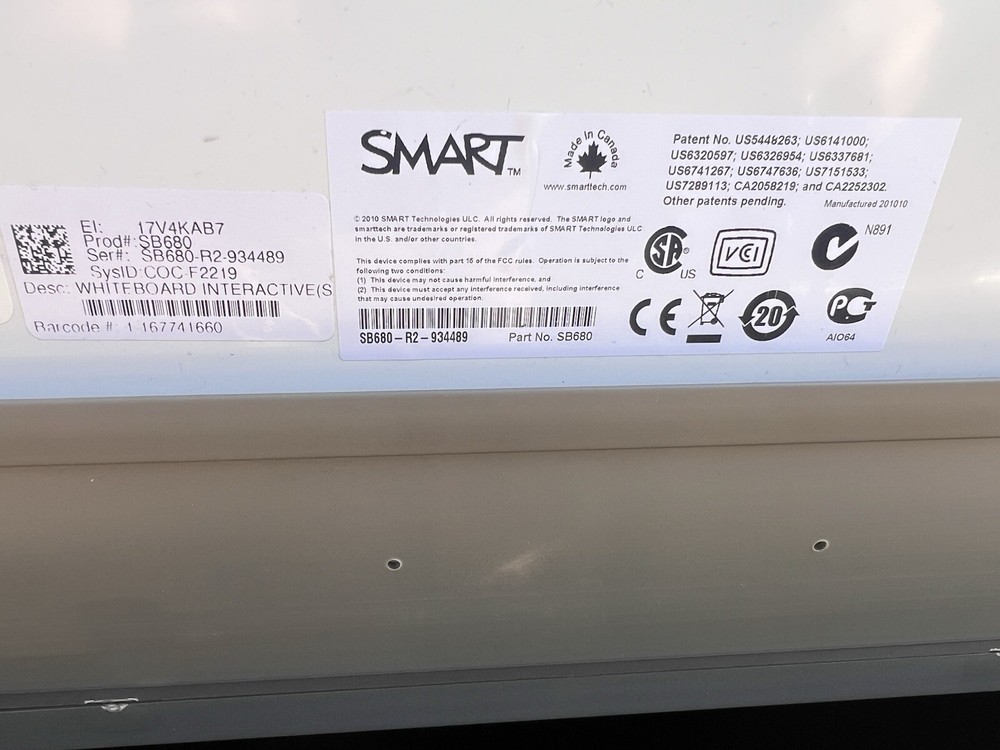 EI: 17V4KAB7
Prod#: SB680
Ser#: SB680-R2-934489
SysID:COC-F2219
Desc: WHITEBOARD INTERACTIVE(S
Barcode #: 1 167741660
SMART™
Made in Canada
www.smarttech.com
Patent No. US5448263; US6141000;
US6320597; US6326954; US6337681;
US6741267; US6747636; US7151533;
US7289113; CA2058219; and CA2252302.
Other patents pending.
Manufactured 201010
© 2010 SMART Technologies ULC. All rights reserved. The SMART logo and
smarttech are trademarks or registered trademarks of SMART Technologies ULC
in the U.S. and/or other countries.
This device complies with part 15 of the FCC rules. Operation is subject to the
following two conditions:
(1) This device may not cause harmful interference, and
(2) This device must accept any interference received, including interference
that may cause undesired operation.
SB680-R2-934489
Part No. SB680
C SA® US
VCI
N891
CE
20
PCT
AIO64